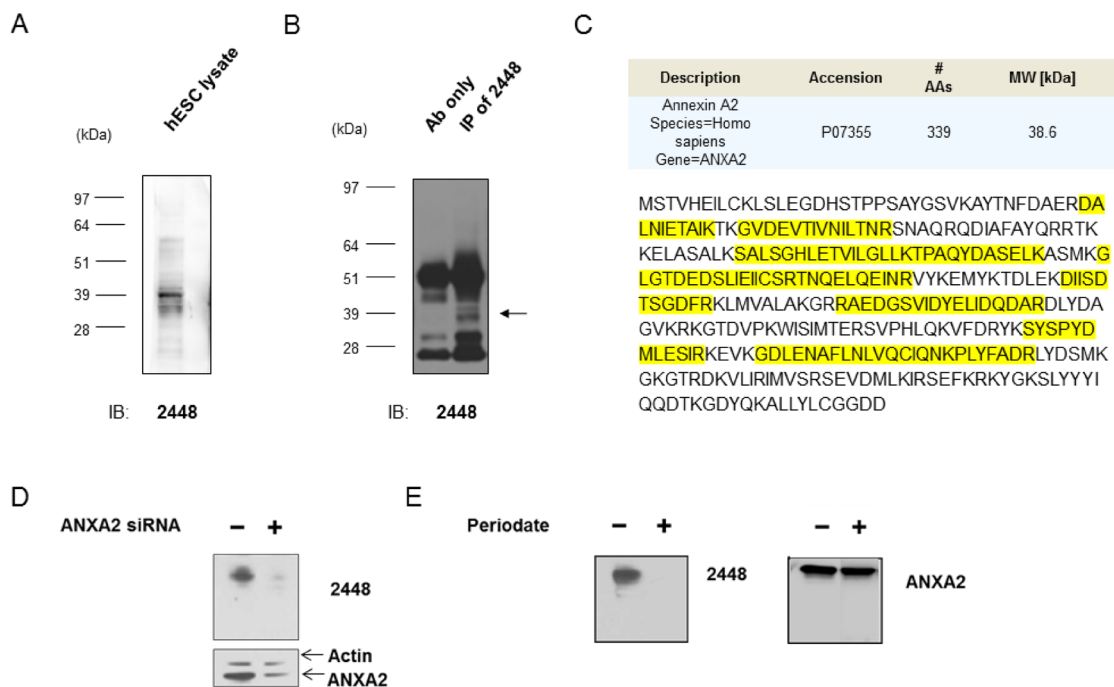 A
hESC lysate
(kDa)
97
64
51
39
28
IB: 2448
B
Ab only
IP of 2448
(kDa)
97
64
51
39
28
IB: 2448
C
Description Accension # AAs MW [kDa]
Annexin A2
Species=Homo
sapiens
Gene=ANXA2
P07355 339 38.6
MSTVHEILCKLSLEGDHSTPPSAYGSVKAYTNFDAERDA
LNIETAIKTKGVDEVTIVNILTNRSNAQRQDIAFAYQRRTK
KELASALKSALSGHLETVILGLLKTPAQYDASELKASMKG
LGTDEDSLIEIICSRTNQELQEINRVYKEMYKTDLEKDIISD
TSGDFRKLMVALAKGRRAEDGSVIDYELIDQDARDLYDA
GVKRKGTDVPKWISIMTERSVPHLQKVFDRYKSYSPYD
MLESIRKEVKGDLENAFLNLVQCIQNKPLYFADRLYDSMK
GKGTRDKVLIRIMVSRSEVDMLKIRSEFKRKYGKSLYYYI
QQDTKGDYQKALLYLCGGDD
D
ANXA2 siRNA − +
2448
Actin
ANXA2
E
Periodate − + − +
2448
ANXA2